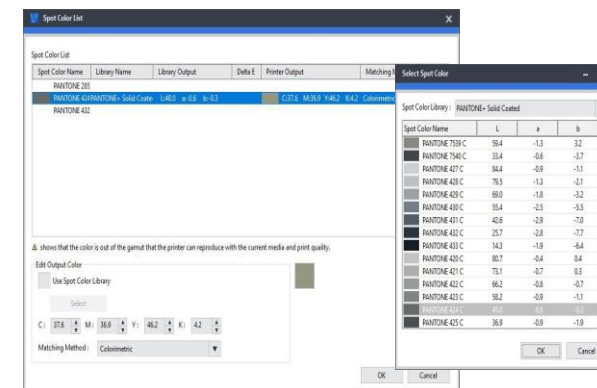 Spot Color List
Spot Color List
Spot Color Name Library Name Library Output Delta E Printer Output Matching M
PANTONE 285
PANTONE 424 PANTONE+ Solid Coate L:48.0 a:-0.6 b:-0.3 C:37.6 M:36.9 Y:46.2 K:4.2 Colorimetric
PANTONE 432
shows that the color is out of the gamut that the printer can reproduce with the current media and print quality.
Edit Output Color
Use Spot Color Library
Select
C: 37.6 M: 36.9 Y: 46.2 K: 4.2
Matching Method: Colorimetric
OK Cancel
Select Spot Color
Spot Color Library: PANTONE+ Solid Coated
Spot Color Name L a b
PANTONE 7539 C 59.4 -1.3 3.2
PANTONE 7540 C 33.4 -0.6 -3.7
PANTONE 427 C 84.4 -0.9 -1.1
PANTONE 428 C 79.5 -1.3 -2.1
PANTONE 429 C 69.0 -1.8 -3.2
PANTONE 430 C 55.4 -2.5 -5.5
PANTONE 431 C 42.6 -2.9 -7.0
PANTONE 432 C 25.7 -2.8 -7.7
PANTONE 433 C 14.3 -1.9 -6.4
PANTONE 420 C 80.7 -0.4 0.4
PANTONE 421 C 73.1 -0.7 0.3
PANTONE 422 C 66.2 -0.8 -0.7
PANTONE 423 C 58.2 -0.9 -1.1
PANTONE 424 C 48.0 -0.6 -0.3
PANTONE 425 C 36.9 -0.9 -1.9
OK Cancel